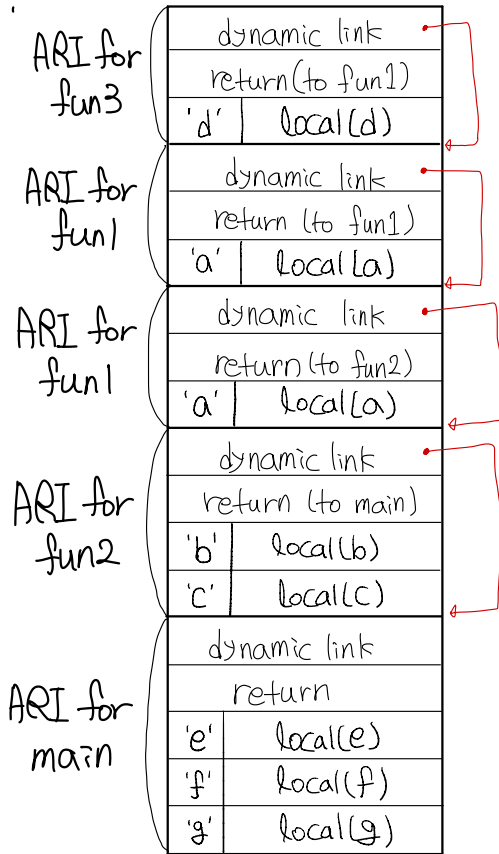 ARI for
fun3
dynamic link
return(to fun1)
'd' local(d)
ARI for
fun1
dynamic link
return (to fun1)
'a' local(a)
ARI for
fun1
dynamic link
return(to fun2)
'a' local(a)
ARI for
fun2
dynamic link
return (to main)
'b' local(b)
'c' local(c)
ARI for
main
dynamic link
return
'e' local(e)
'f' local(f)
'g' local(g)